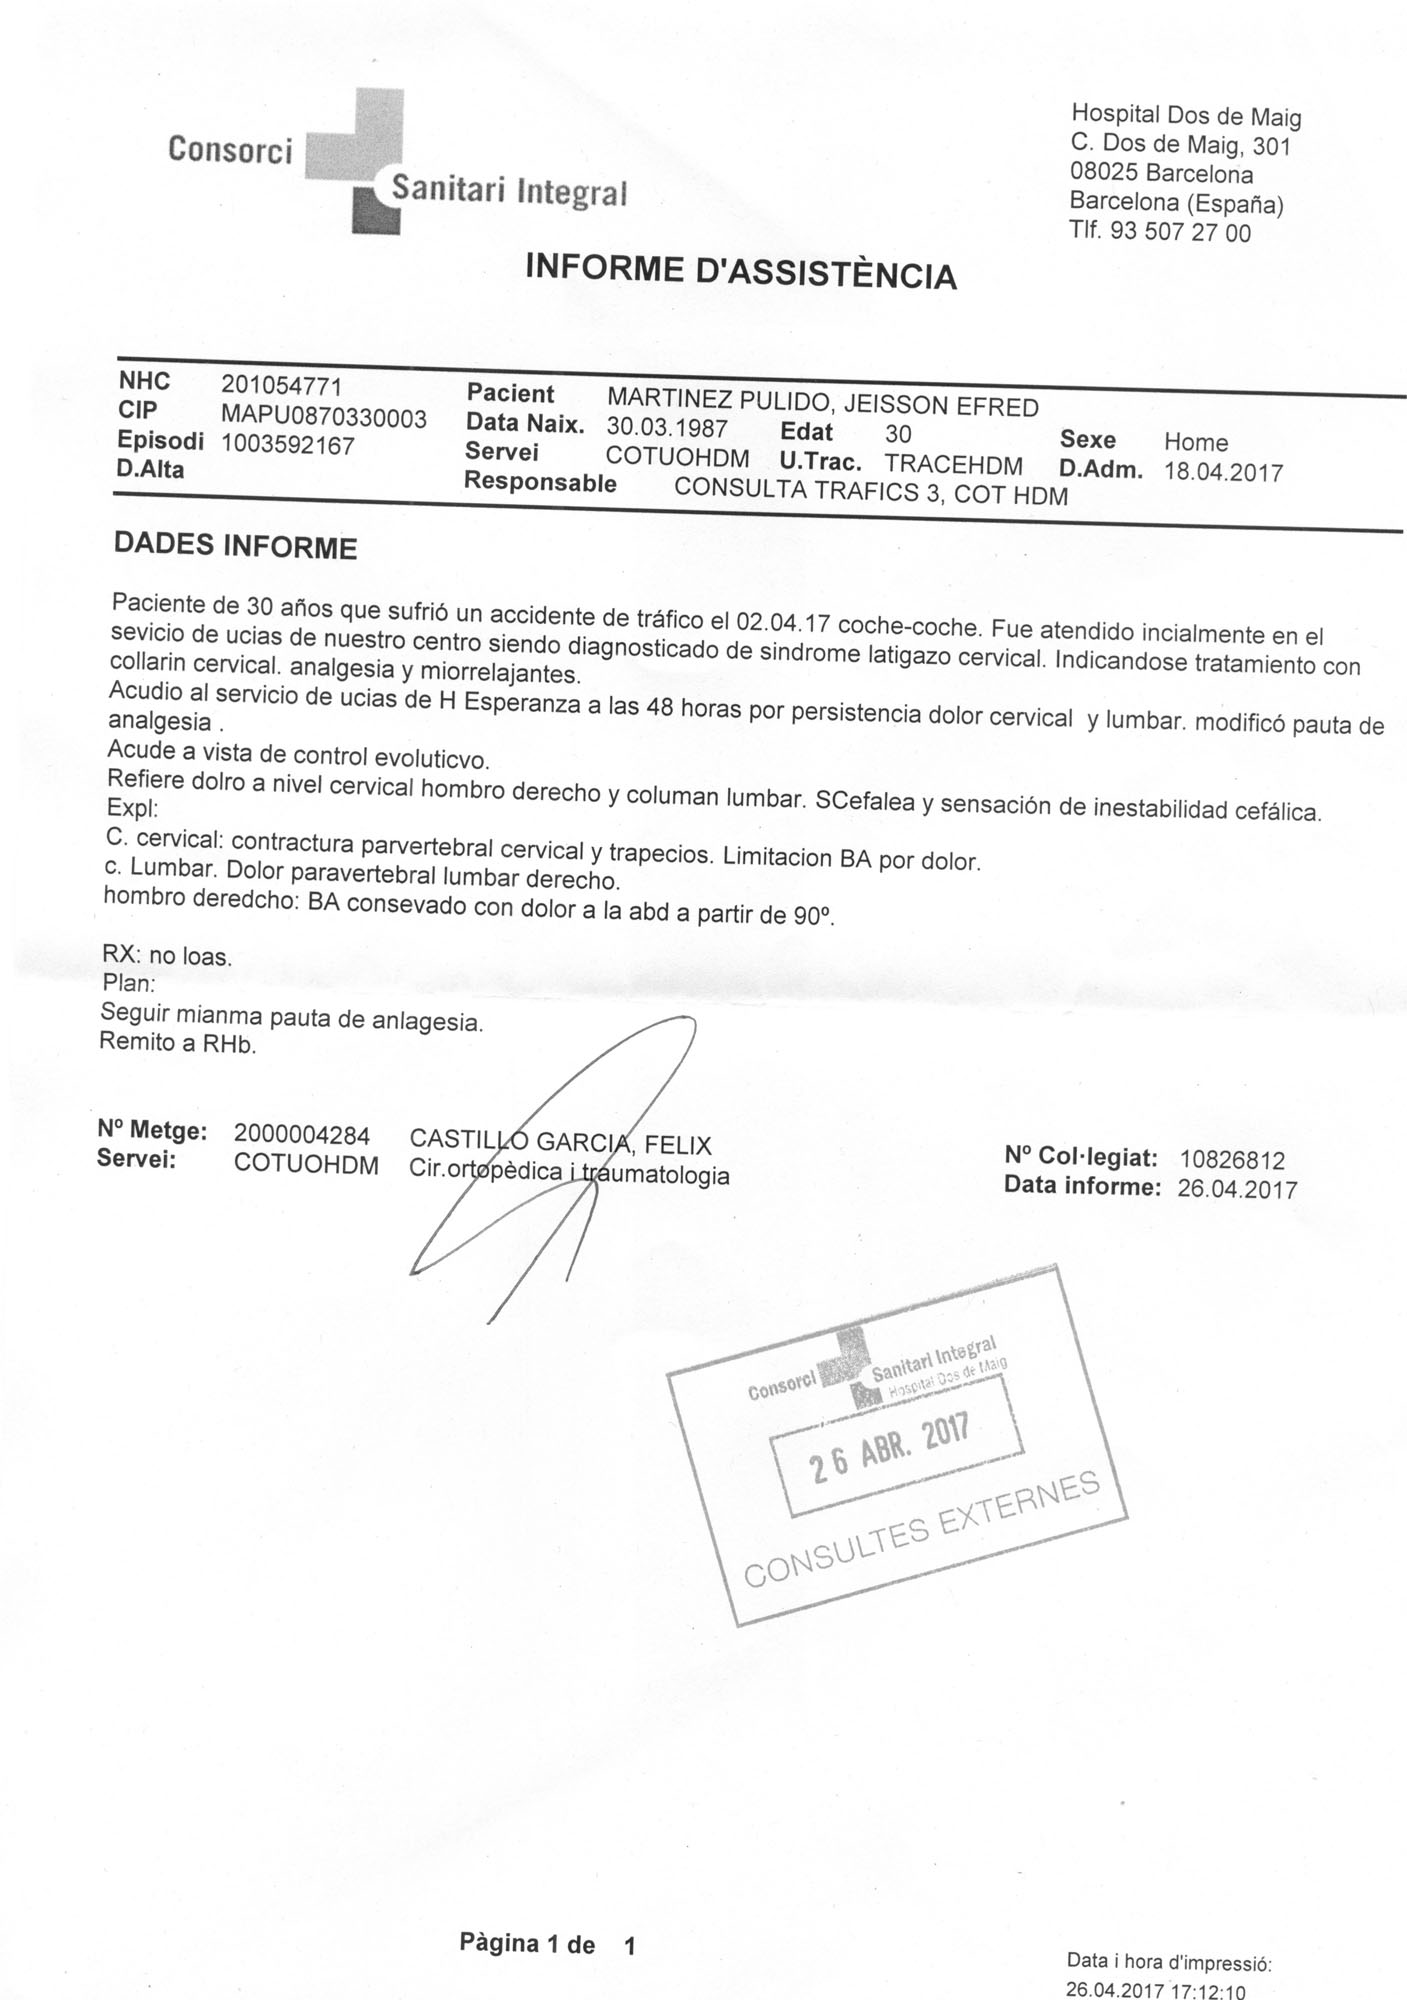 Consorci
Sanitari Integral
Hospital Dos de Maig
C. Dos de Maig, 301
08025 Barcelona
Barcelona (España)
Tlf. 93 507 27 00
INFORME D'ASSISTÈNCIA
NHC 201054771 Pacient MARTINEZ PULIDO, JEISSON EFRED
CIP MAPU0870330003 Data Naix. 30.03.1987 Edat 30 Sexe Home
Episodi 1003592167 Servei COTUOHDM U.Trac. TRACEHDM D.Adm. 18.04.2017
D.Alta Responsable CONSULTA TRAFICS 3, COT HDM
DADES INFORME
Paciente de 30 años que sufrió un accidente de tráfico el 02.04.17 coche-coche. Fue atendido incialmente en el
sevicio de ucias de nuestro centro siendo diagnosticado de sindrome latigazo cervical. Indicandose tratamiento con
collarin cervical. analgesia y miorrelajantes.
Acudio al servicio de ucias de H Esperanza a las 48 horas por persistencia dolor cervical y lumbar. modificó pauta de
analgesia .
Acude a vista de control evoluticvo.
Refiere dolro a nivel cervical hombro derecho y columan lumbar. SCefalea y sensación de inestabilidad cefálica.
Expl:
C. cervical: contractura parvertebral cervical y trapecios. Limitacion BA por dolor.
c. Lumbar. Dolor paravertebral lumbar derecho.
hombro deredcho: BA consevado con dolor a la abd a partir de 90º.
RX: no loas.
Plan:
Seguir mianma pauta de anlagesia.
Remito a RHb.
Nº Metge: 2000004284 CASTILLO GARCIA, FELIX Nº Col·legiat: 10826812
Servei: COTUOHDM Cir.ortopèdica i traumatologia Data informe: 26.04.2017
Consorci Sanitari Integral
Hospital Dos de Maig
26 ABR. 2017
CONSULTES EXTERNES
Pàgina 1 de 1
Data i hora d'impressió:
26.04.2017 17:12:10